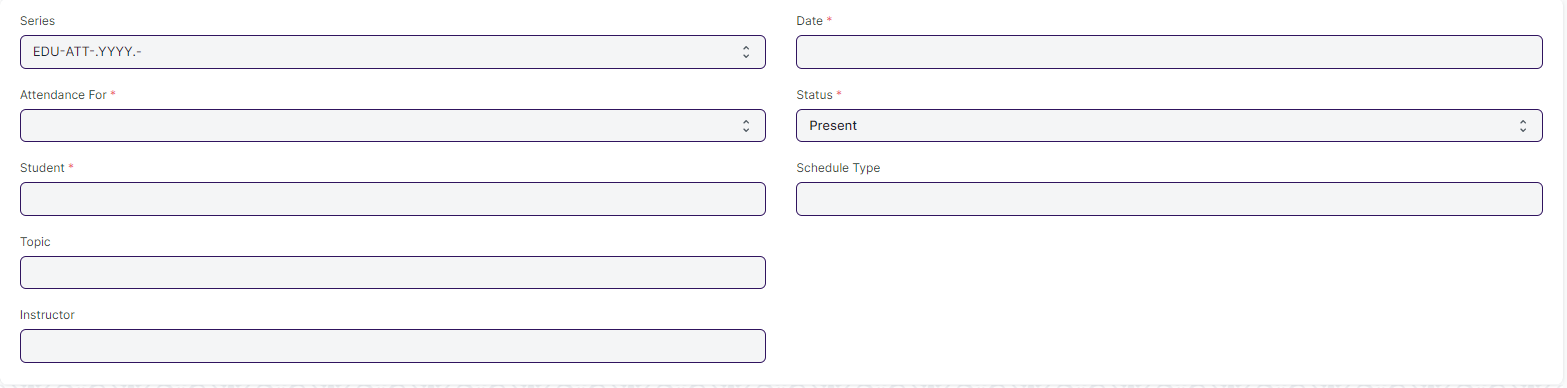 Series
EDU-ATT-.YYYY.-
Attendance For *
Student *
Topic
Instructor
Date *
Status *
Present
Schedule Type